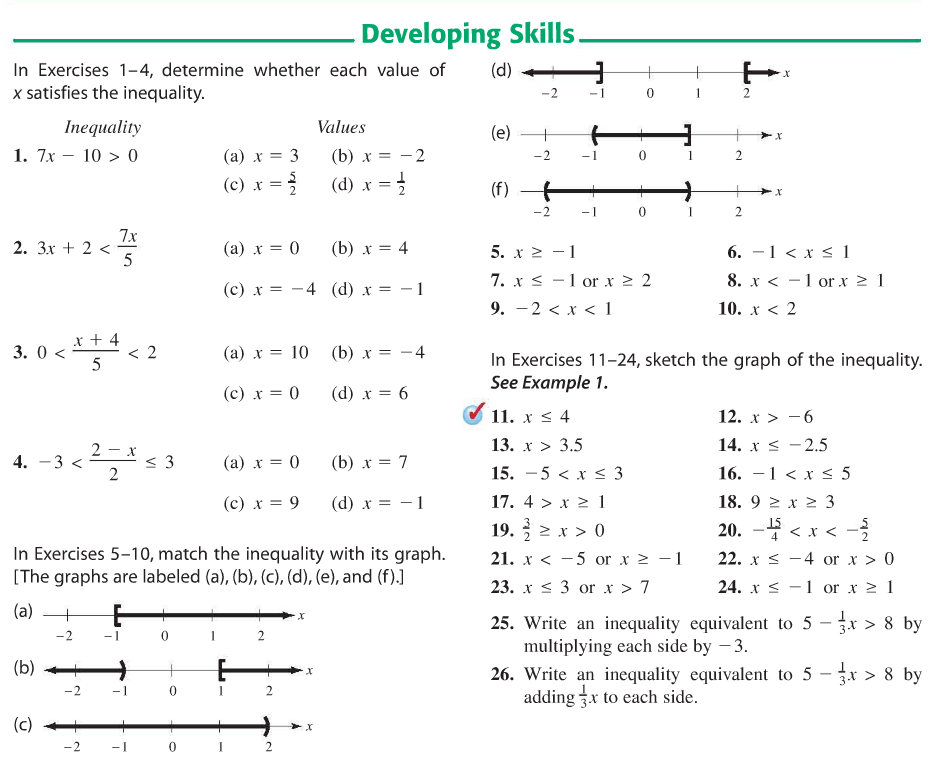 Developing Skills
In Exercises 1–4, determine whether each value of
x satisfies the inequality.
Inequality Values
1. 7x − 10 > 0 (a) x = 3 (b) x = −2
(c) x = 5/2 (d) x = 1/2
2. 3x + 2 < 7x/5 (a) x = 0 (b) x = 4
(c) x = −4 (d) x = −1
3. 0 < (x + 4)/5 < 2 (a) x = 10 (b) x = −4
(c) x = 0 (d) x = 6
4. −3 < (2 − x)/2 ≤ 3 (a) x = 0 (b) x = 7
(c) x = 9 (d) x = −1
In Exercises 5–10, match the inequality with its graph.
[The graphs are labeled (a), (b), (c), (d), (e), and (f).]
(a) x
−2 −1 0 1 2
(b) x
−2 −1 0 1 2
(c) x
−2 −1 0 1 2
(d) x
−2 −1 0 1 2
(e) x
−2 −1 0 1 2
(f) x
−2 −1 0 1 2
5. x ≥ −1 6. −1 < x ≤ 1
7. x ≤ −1 or x ≥ 2 8. x < −1 or x ≥ 1
9. −2 < x < 1 10. x < 2
In Exercises 11–24, sketch the graph of the inequality.
See Example 1.
11. x ≤ 4 12. x > −6
13. x > 3.5 14. x ≤ −2.5
15. −5 < x ≤ 3 16. −1 < x ≤ 5
17. 4 > x ≥ 1 18. 9 ≥ x ≥ 3
19. 3/2 ≥ x > 0 20. −15/4 < x < −5/2
21. x < −5 or x ≥ −1 22. x ≤ −4 or x > 0
23. x ≤ 3 or x > 7 24. x ≤ −1 or x ≥ 1
25. Write an inequality equivalent to 5 − 1/3x > 8 by
multiplying each side by −3.
26. Write an inequality equivalent to 5 − 1/3x > 8 by
adding 1/3x to each side.